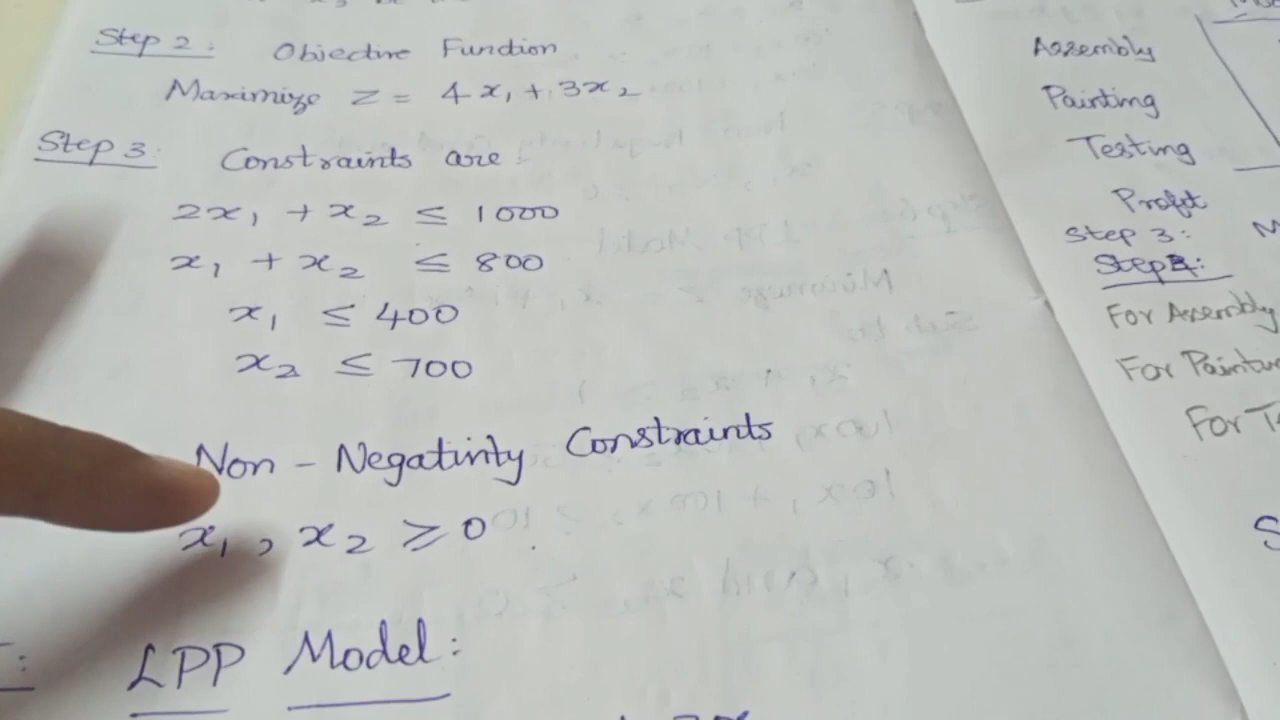 Step 2: Objective Function
Maximize Z = 4x₁ + 3x₂
Step 3: Constraints are
2x₁ + x₂ ≤ 1000
x₁ + x₂ ≤ 800
x₁ ≤ 400
x₂ ≤ 700
Non - Negativity Constraints
x₁, x₂ ≥ 0
LPP Model:
Assembly
Painting
Testing
Profit
Step 3:
Step 4:
For Assembly
For
For